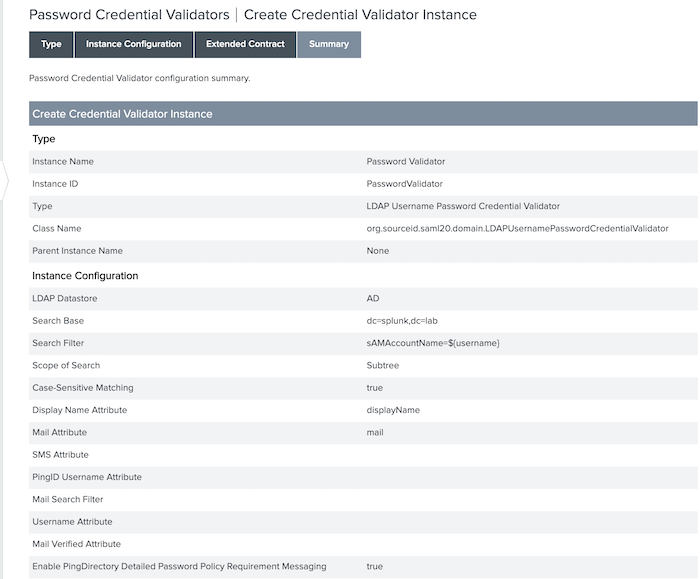 Password Credential Validators | Create Credential Validator Instance
Type Instance Configuration Extended Contract Summary
Password Credential Validator configuration summary.
Create Credential Validator Instance
Type
Instance Name Password Validator
Instance ID PasswordValidator
Type LDAP Username Password Credential Validator
Class Name org.sourceid.saml20.domain.LDAPUsernamePasswordCredentialValidator
Parent Instance Name None
Instance Configuration
LDAP Datastore AD
Search Base dc=splunk,dc=lab
Search Filter sAMAccountName=${username}
Scope of Search Subtree
Case-Sensitive Matching true
Display Name Attribute displayName
Mail Attribute mail
SMS Attribute
PingID Username Attribute
Mail Search Filter
Username Attribute
Mail Verified Attribute
Enable PingDirectory Detailed Password Policy Requirement Messaging true